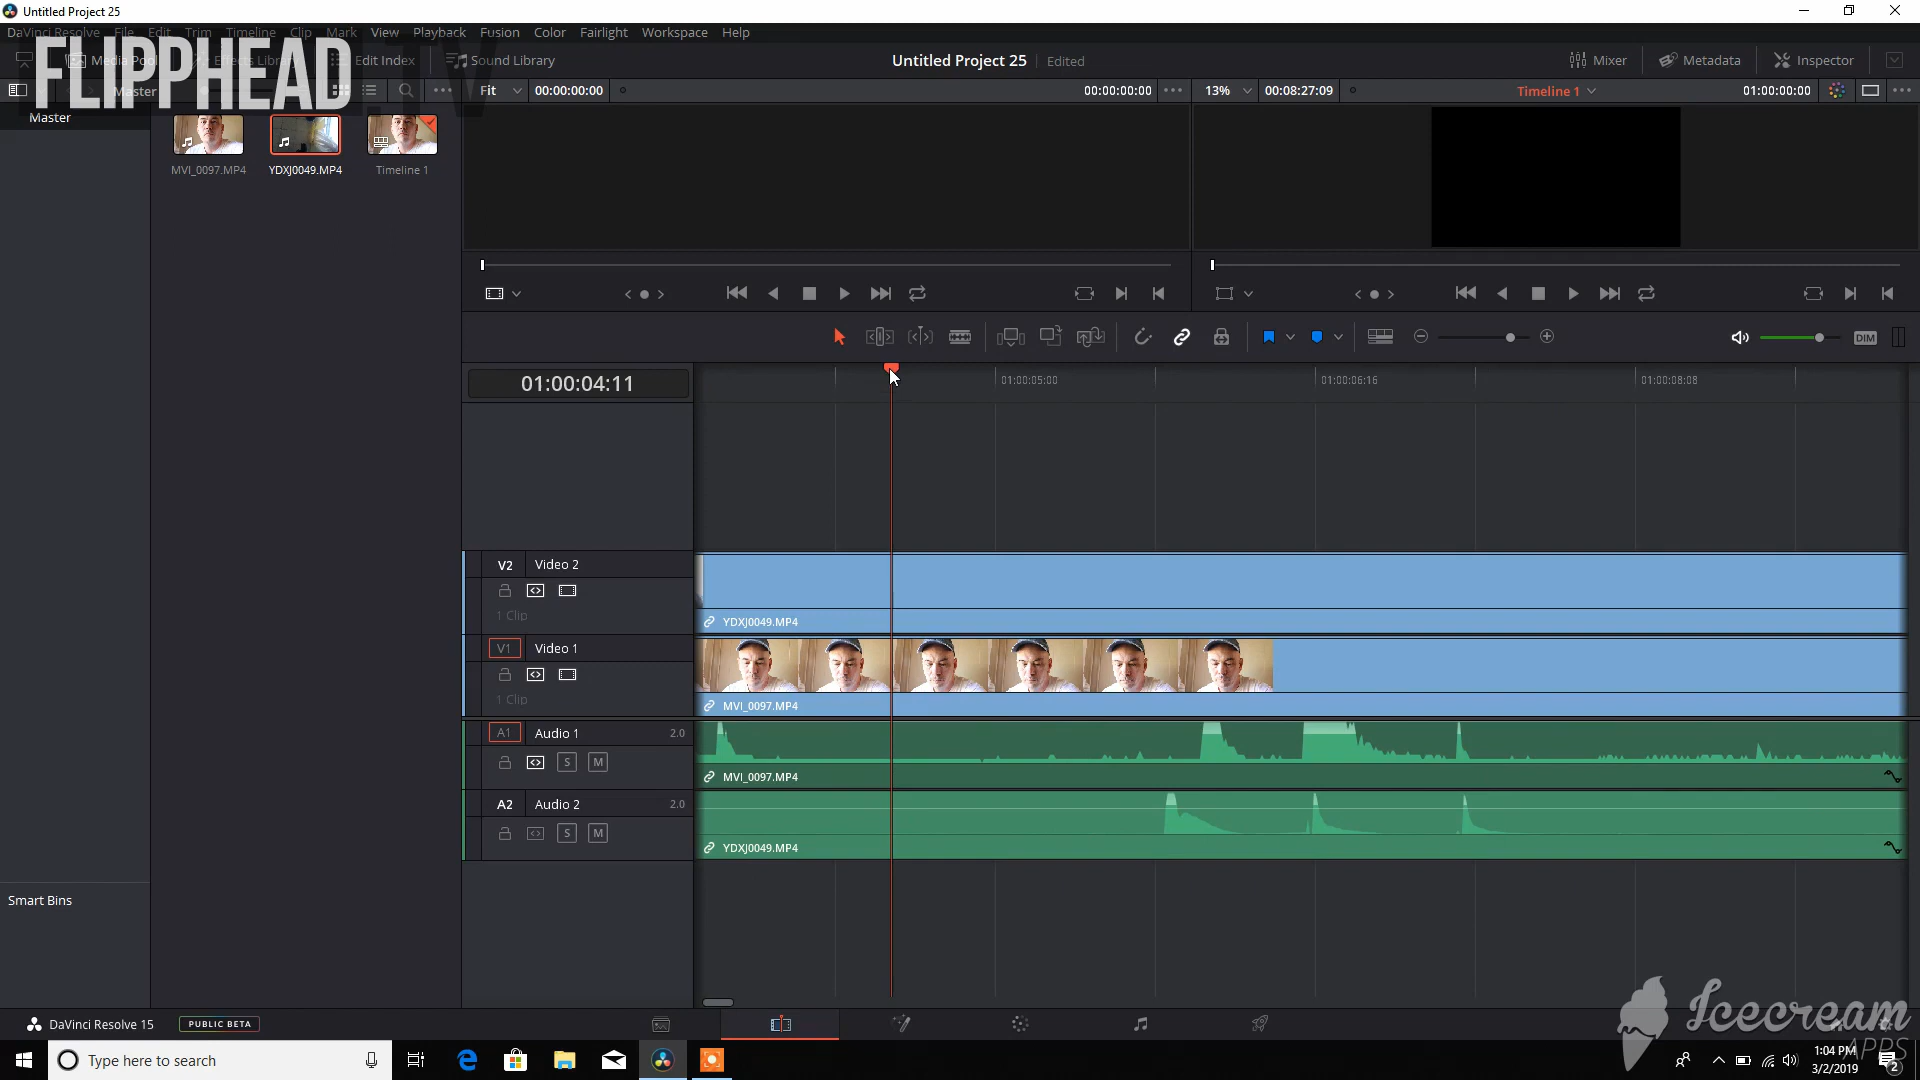 Untitled Project 25
DaVinci Resolve File Edit Trim Timeline Clip Mark View Playback Fusion Color Fairlight Workspace Help
FLIPPHEAD.TV
Media Pool Effects Library Edit Index Sound Library Untitled Project 25 Edited Mixer Metadata Inspector
Master Fit 00:00:00:00 00:00:00:00 13% 00:08:27:09 Timeline 1 01:00:00:00
Master
MVI_0097.MP4 YDXJ0049.MP4 Timeline 1
DIM
01:00:04:11 01:00:05:00 01:00:06:16 01:00:08:08
V2 Video 2
1 Clip
YDXJ0049.MP4
V1 Video 1
1 Clip
MVI_0097.MP4
A1 Audio 1 2.0
S M
MVI_0097.MP4
A2 Audio 2 2.0
S M
YDXJ0049.MP4
Smart Bins
DaVinci Resolve 15 PUBLIC BETA
Icecream
APPS
Type here to search
1:04 PM
3/2/2019
2